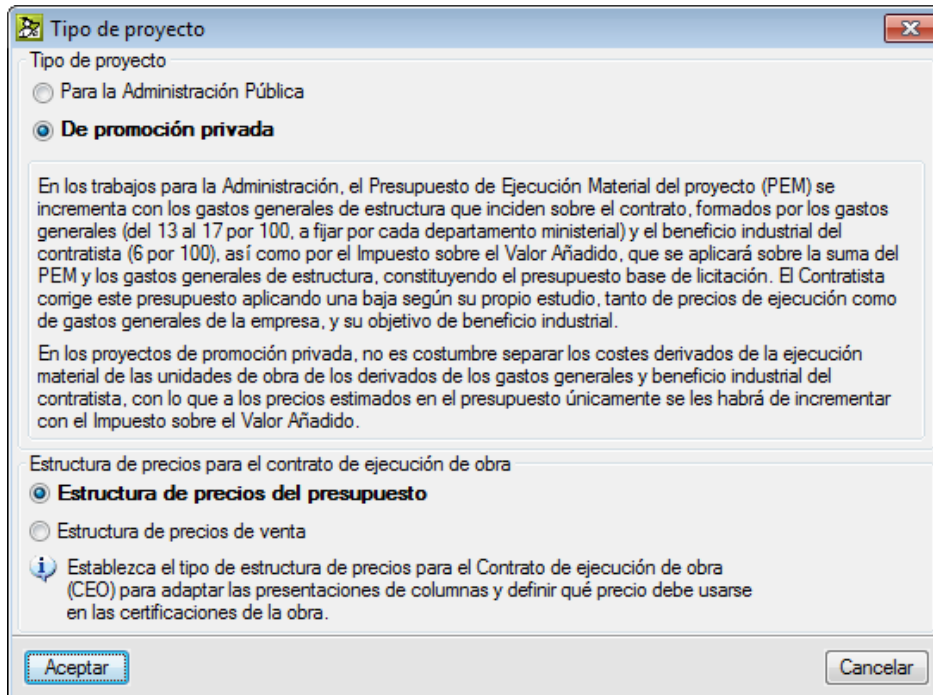 Tipo de proyecto
Tipo de proyecto
Para la Administración Pública
De promoción privada
En los trabajos para la Administración, el Presupuesto de Ejecución Material del proyecto (PEM) se
incrementa con los gastos generales de estructura que inciden sobre el contrato, formados por los gastos
generales (del 13 al 17 por 100, a fijar por cada departamento ministerial) y el beneficio industrial del
contratista (6 por 100), así como por el Impuesto sobre el Valor Añadido, que se aplicará sobre la suma del
PEM y los gastos generales de estructura, constituyendo el presupuesto base de licitación. El Contratista
corrige este presupuesto aplicando una baja según su propio estudio, tanto de precios de ejecución como
de gastos generales de la empresa, y su objetivo de beneficio industrial.
En los proyectos de promoción privada, no es costumbre separar los costes derivados de la ejecución
material de las unidades de obra de los derivados de los gastos generales y beneficio industrial del
contratista, con lo que a los precios estimados en el presupuesto únicamente se les habrá de incrementar
con el Impuesto sobre el Valor Añadido.
Estructura de precios para el contrato de ejecución de obra
Estructura de precios del presupuesto
Estructura de precios de venta
Establezca el tipo de estructura de precios para el Contrato de ejecución de obra
(CEO) para adaptar las presentaciones de columnas y definir qué precio debe usarse
en las certificaciones de la obra.
Aceptar
Cancelar